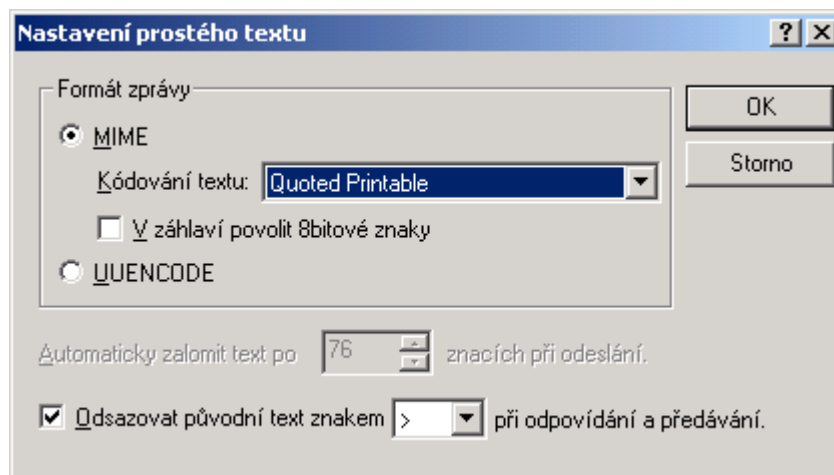 Nastavení prostého textu
Formát zprávy
MIME
Kódování textu: Quoted Printable
V záhlaví povolit 8bitové znaky
UUENCODE
OK
Storno
Automaticky zalomit text po 76 znacích při odeslání.
Odsazovat původní text znakem > při odpovídání a předávání.